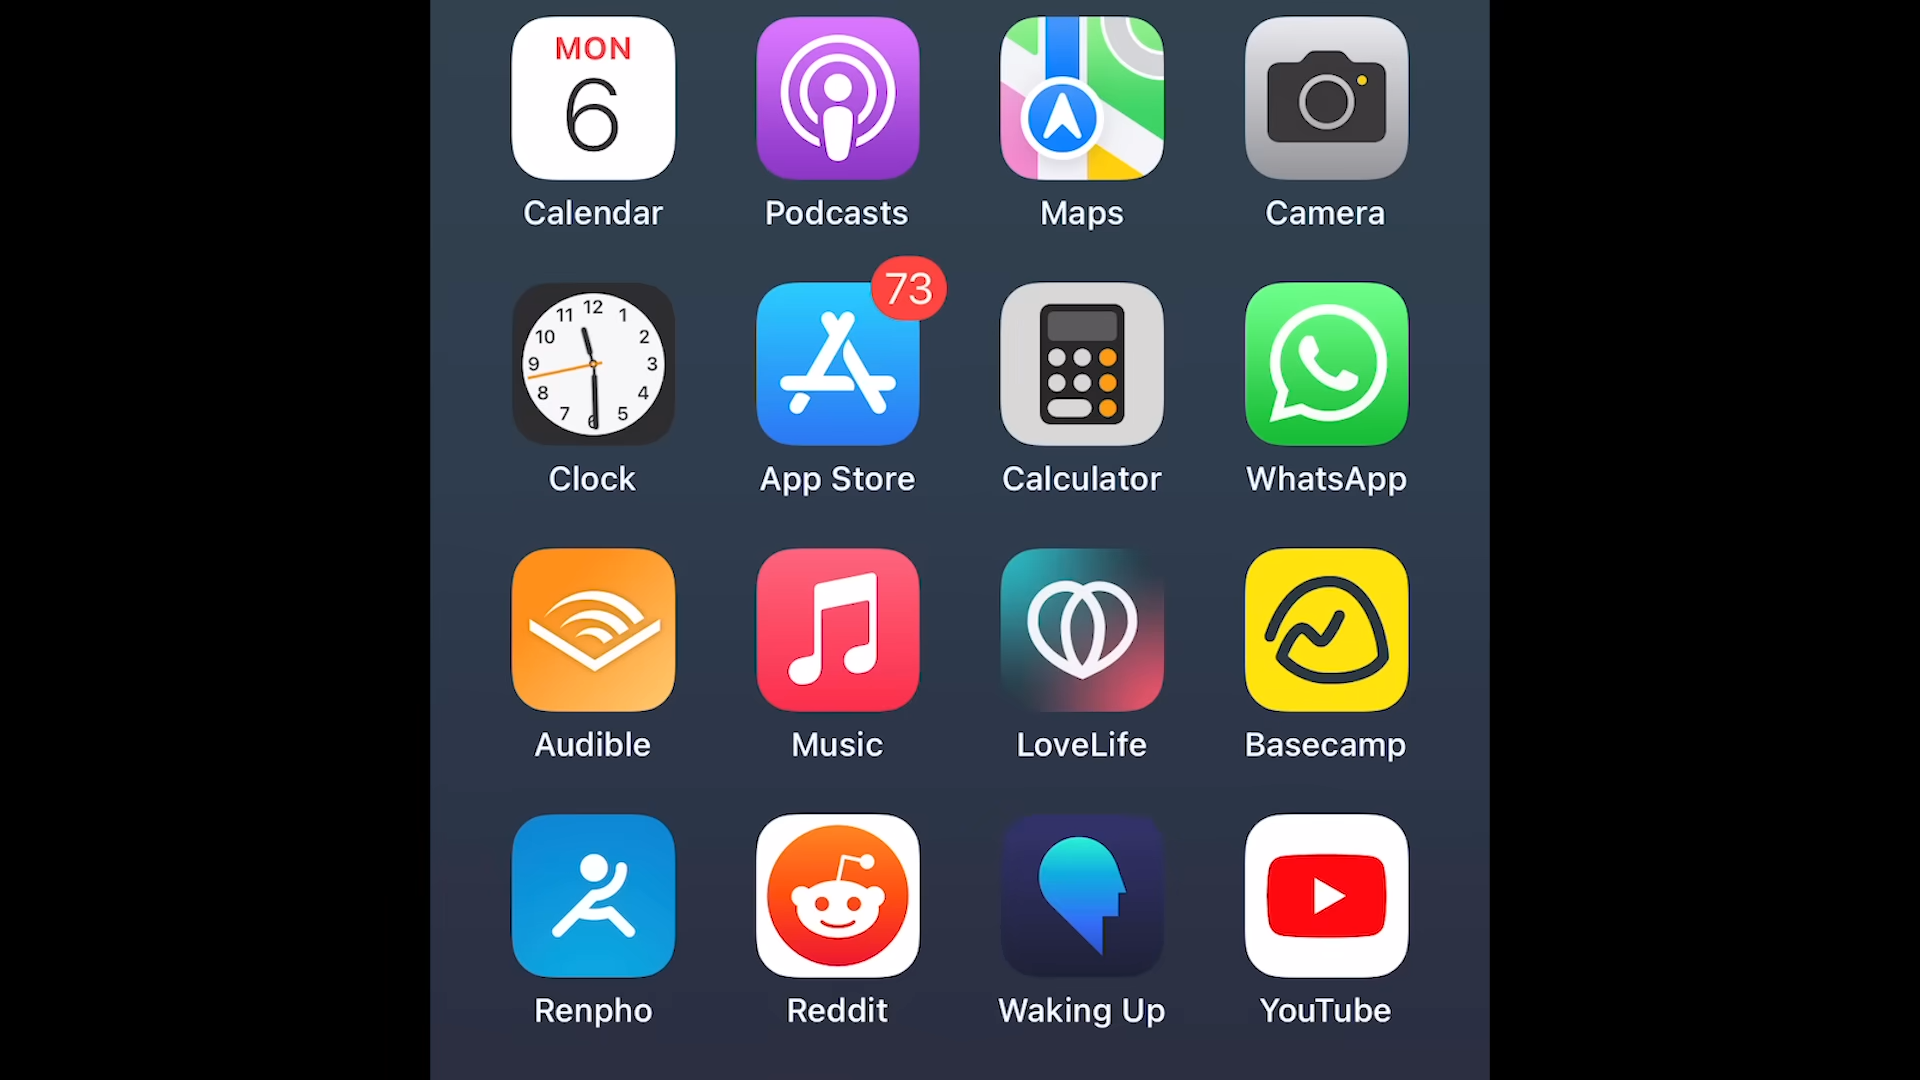 MON
6
Calendar
Podcasts
Maps
Camera
12
11 1
10 2
9 3
8 4
7 5
6
Clock
73
App Store
Calculator
WhatsApp
Audible
Music
LoveLife
Basecamp
Renpho
Reddit
Waking Up
YouTube